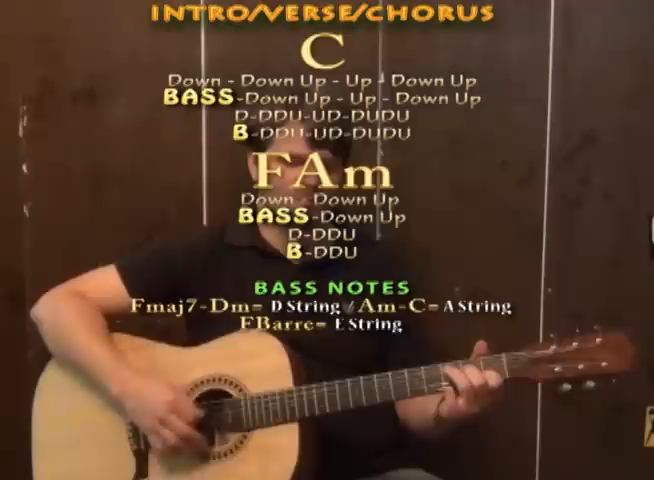 INTRO/VERSE/CHORUS
C
Down - Down Up - Up - Down Up
BASS-Down Up - Up - Down Up
D-DDU-UD-DUDU
B-DDU-UD-DUDU
FAm
Down - Down Up
BASS-Down Up
D-DDU
B-DDU
BASS NOTES
Fmaj7-Dm= D String / Am-C= A String
FBarre= E String